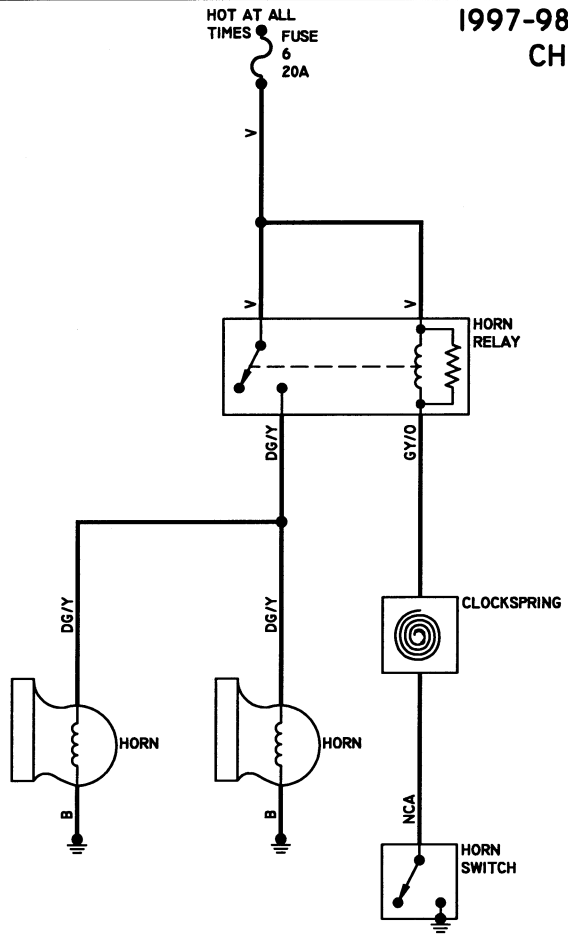 HOT AT ALL
TIMES
FUSE
6
20A
1997-98
CH
V
V
V
HORN
RELAY
DG/Y
GY/O
DG/Y
DG/Y
CLOCKSPRING
HORN
HORN
NCA
B
B
HORN
SWITCH